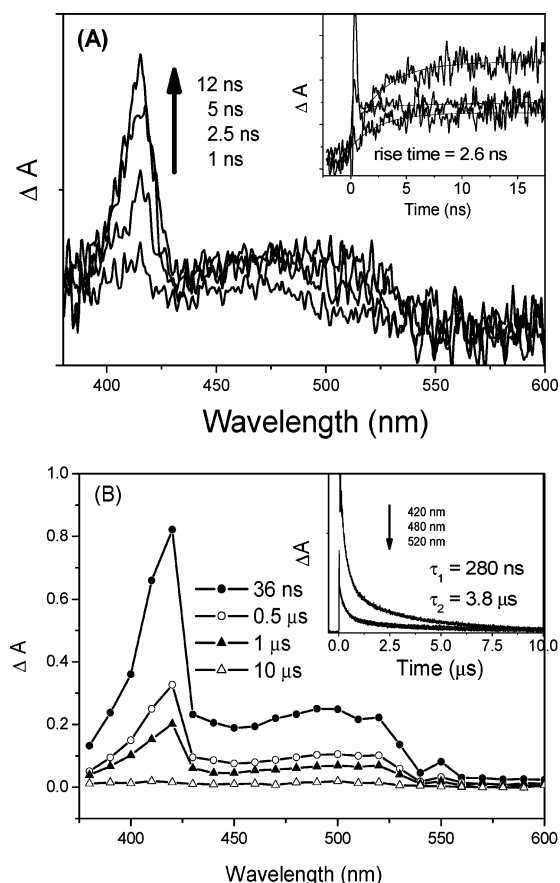 (A)
12 ns
5 ns
2.5 ns
1 ns
Δ A
Δ A
rise time = 2.6 ns
0 5 10 15
Time (ns)
400 450 500 550 600
Wavelength (nm)
(B)
1.0
0.8
0.6
0.4
0.2
0.0
Δ A
36 ns
0.5 μs
1 μs
10 μs
ΔA
420 nm
480 nm
520 nm
τ1 = 280 ns
τ2 = 3.8 μs
0.0 2.5 5.0 7.5 10.0
Time (μs)
400 450 500 550 600
Wavelength (nm)